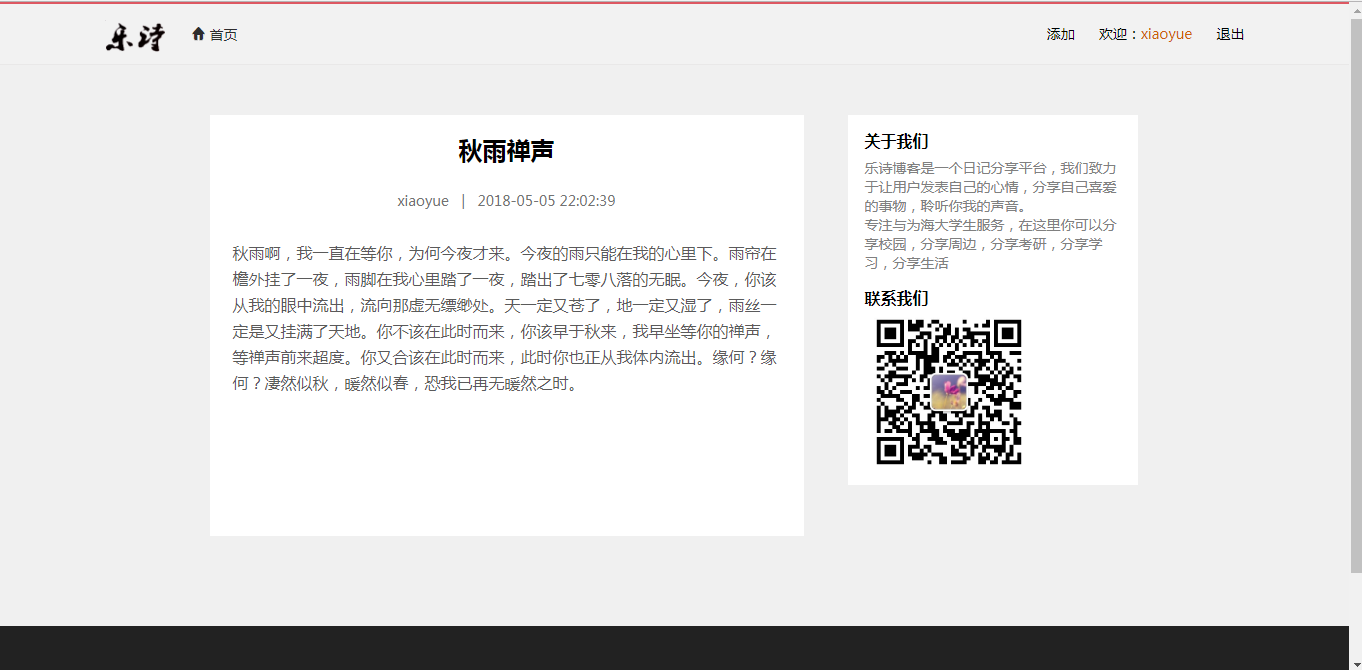 乐诗 首页 添加 欢迎：xiaoyue 退出
秋雨禅声
xiaoyue | 2018-05-05 22:02:39
秋雨啊，我一直在等你，为何今夜才来。今夜的雨只能在我的心里下。雨帘在
檐外挂了一夜，雨脚在我心里踏了一夜，踏出了七零八落的无眠。今夜，你该
从我的眼中流出，流向那虚无缥缈处。天一定又苍了，地一定又湿了，雨丝一
定是又挂满了天地。你不该在此时而来，你该早于秋来，我早坐等你的禅声，
等禅声前来超度。你又合该在此时而来，此时你也正从我体内流出。缘何？缘
何？凄然似秋，暖然似春，恐我已再无暖然之时。
关于我们
乐诗博客是一个日记分享平台，我们致力
于让用户发表自己的心情，分享自己喜爱
的事物，聆听你我的声音。
专注与为海大学生服务，在这里你可以分
享校园，分享周边，分享考研，分享学
习，分享生活
联系我们